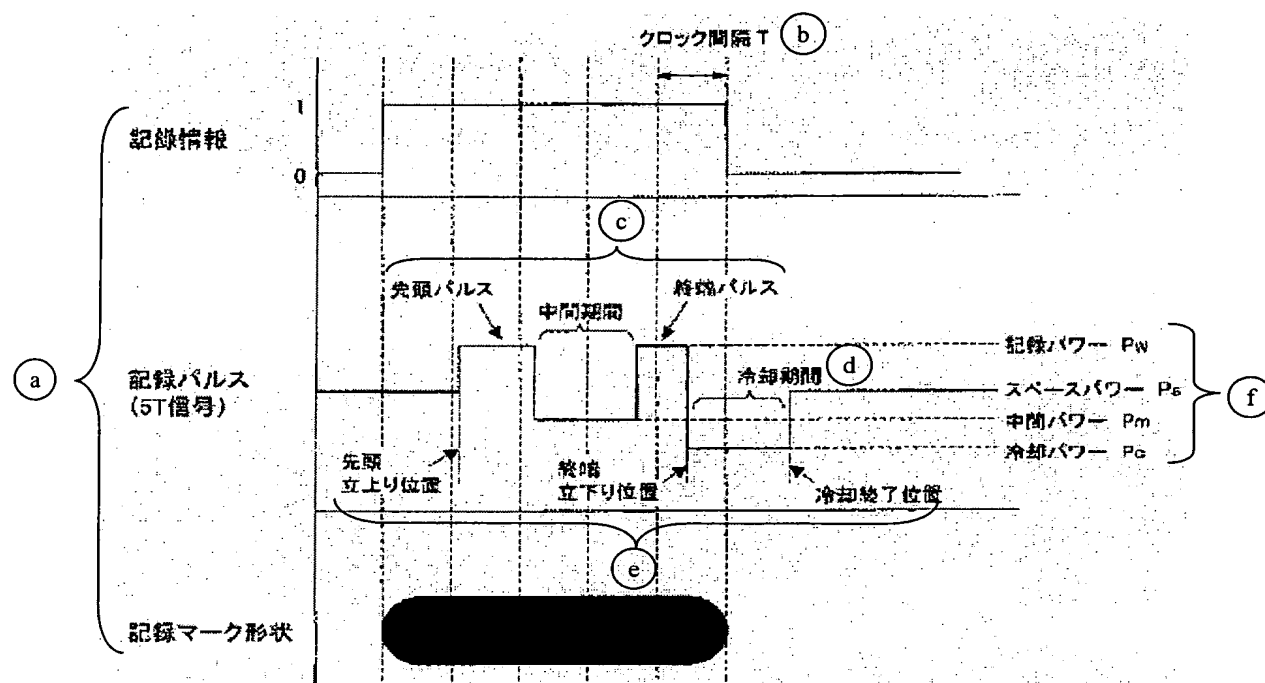 クロック間隔 T
b
1
記録情報
0
c
先頭パルス
中間期間
終端パルス
a
記録パルス
(5T信号)
冷却期間
d
記録パワー Pw
スペースパワー Ps
中間パワー Pm
冷却パワー Pc
f
先頭
立上り位置
終端
立下り位置
冷却終了位置
e
記録マーク形状